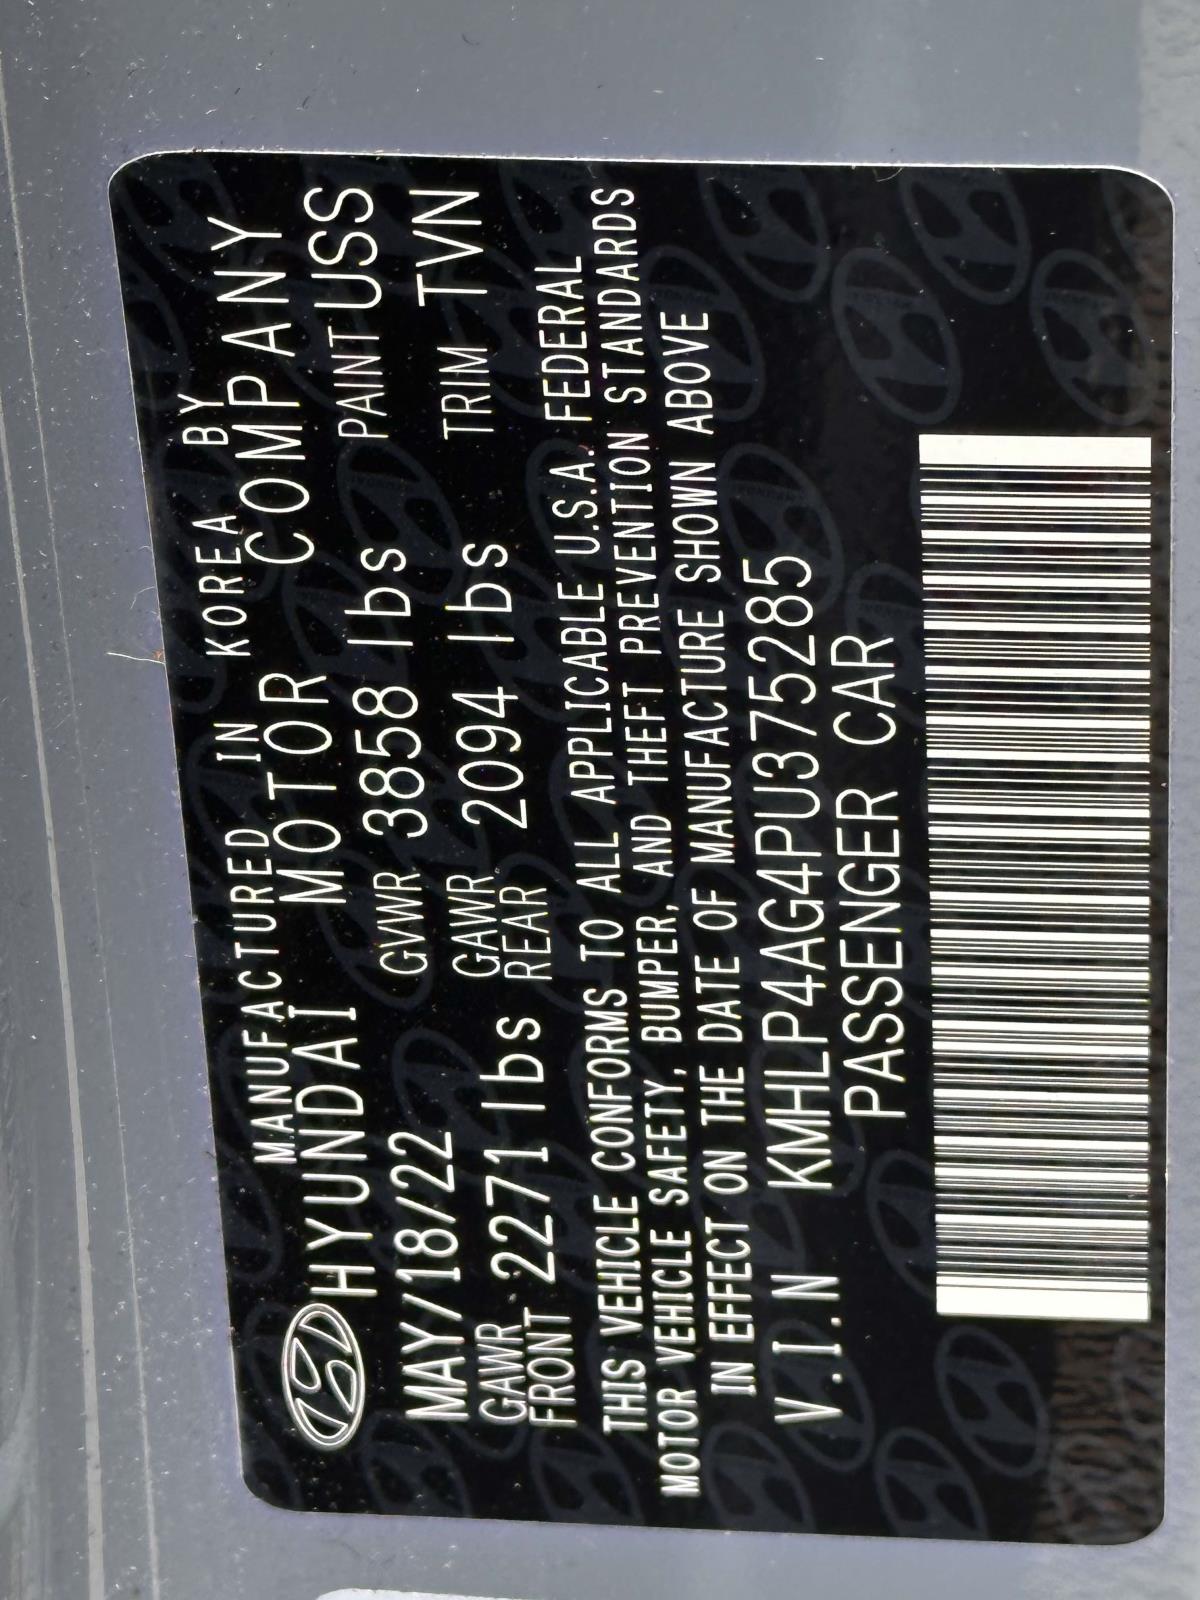 MANUFACTURED IN KOREA BY
HYUNDAI MOTOR COMPANY
MAY/18/22 GVWR 3858 lbs PAINT USS
GAWR FRONT 2271 lbs GAWR REAR 2094 lbs TRIM TVN
THIS VEHICLE CONFORMS TO ALL APPLICABLE U.S.A. FEDERAL
MOTOR VEHICLE SAFETY, BUMPER, AND THEFT PREVENTION STANDARDS
IN EFFECT ON THE DATE OF MANUFACTURE SHOWN ABOVE
V.I.N KMHLP4AG4PU375285
PASSENGER CAR